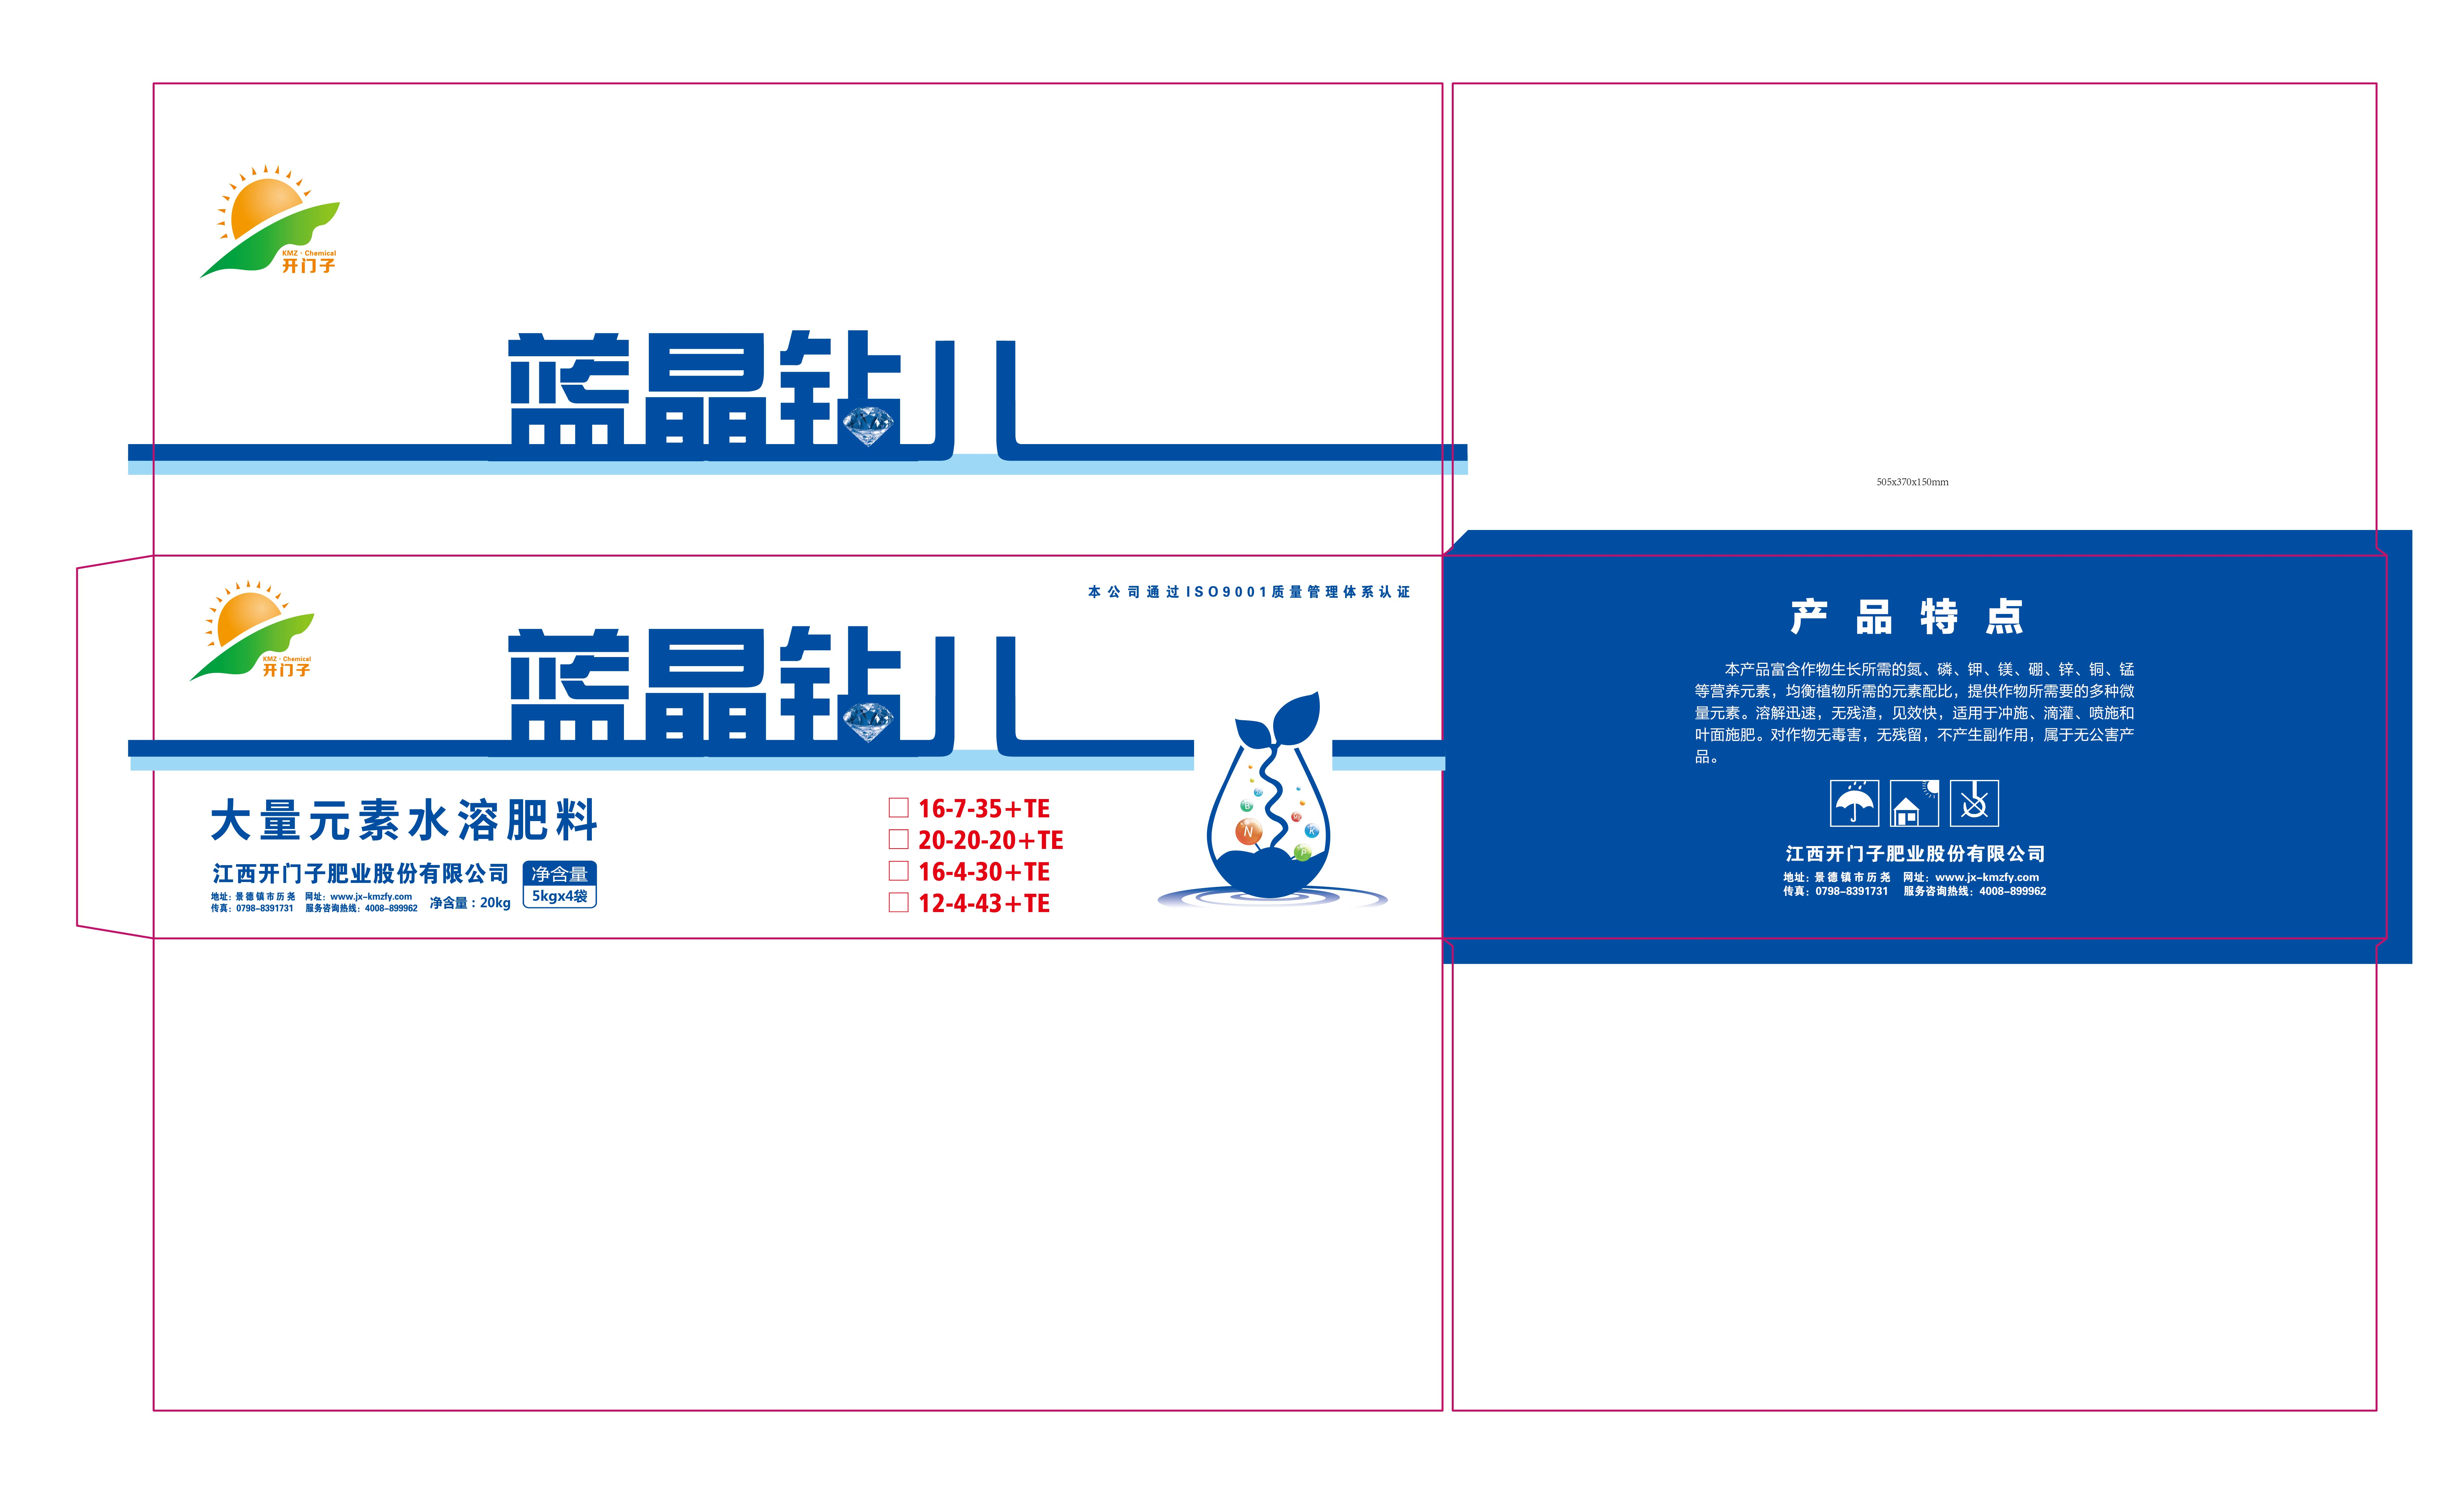 KMZ · Chemical
开门子
蓝晶钻儿
505x370x150mm
KMZ · Chemical
开门子
本公司通过ISO9001质量管理体系认证
蓝晶钻儿
大量元素水溶肥料
江西开门子肥业股份有限公司
地址：景德镇市历尧 网址：www.jx-kmzfy.com
传真：0798-8391731 服务咨询热线：4008-899962
净含量：20kg
净含量
5kgx4袋
16-7-35+TE
20-20-20+TE
16-4-30+TE
12-4-43+TE
B
N
K
P
产品特点
本产品富含作物生长所需的氮、磷、钾、镁、硼、锌、铜、锰
等营养元素，均衡植物所需的元素配比，提供作物所需要的多种微
量元素。溶解迅速，无残渣，见效快，适用于冲施、滴灌、喷施和
叶面施肥。对作物无毒害，无残留，不产生副作用，属于无公害产
品。
江西开门子肥业股份有限公司
地址：景德镇市历尧 网址：www.jx-kmzfy.com
传真：0798-8391731 服务咨询热线：4008-899962